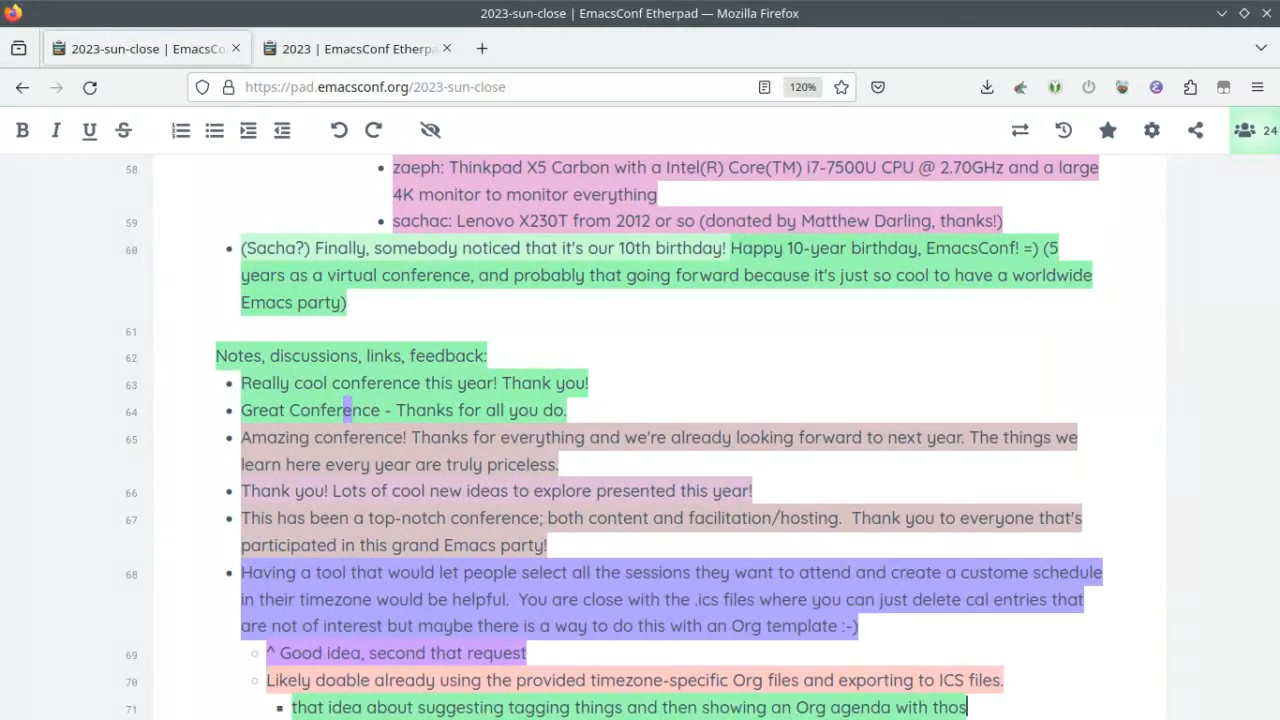 2023-sun-close | EmacsConf Etherpad — Mozilla Firefox
2023-sun-close | EmacsCo
2023 | EmacsConf Etherpa
https://pad.emacsconf.org/2023-sun-close
120%
B I U S
24
58 zaeph: Thinkpad X5 Carbon with a Intel(R) Core(TM) i7-7500U CPU @ 2.70GHz and a large
4K monitor to monitor everything
59 sachac: Lenovo X230T from 2012 or so (donated by Matthew Darling, thanks!)
60 (Sacha?) Finally, somebody noticed that it's our 10th birthday! Happy 10-year birthday, EmacsConf! =) (5
years as a virtual conference, and probably that going forward because it's just so cool to have a worldwide
Emacs party)
61
62 Notes, discussions, links, feedback:
63 Really cool conference this year! Thank you!
64 Great Conference - Thanks for all you do.
65 Amazing conference! Thanks for everything and we're already looking forward to next year. The things we
learn here every year are truly priceless.
66 Thank you! Lots of cool new ideas to explore presented this year!
67 This has been a top-notch conference; both content and facilitation/hosting.  Thank you to everyone that's
participated in this grand Emacs party!
68 Having a tool that would let people select all the sessions they want to attend and create a custome schedule
in their timezone would be helpful.  You are close with the .ics files where you can just delete cal entries that
are not of interest but maybe there is a way to do this with an Org template :-)
69 ^ Good idea, second that request
70 Likely doable already using the provided timezone-specific Org files and exporting to ICS files.
71 that idea about suggesting tagging things and then showing an Org agenda with thos